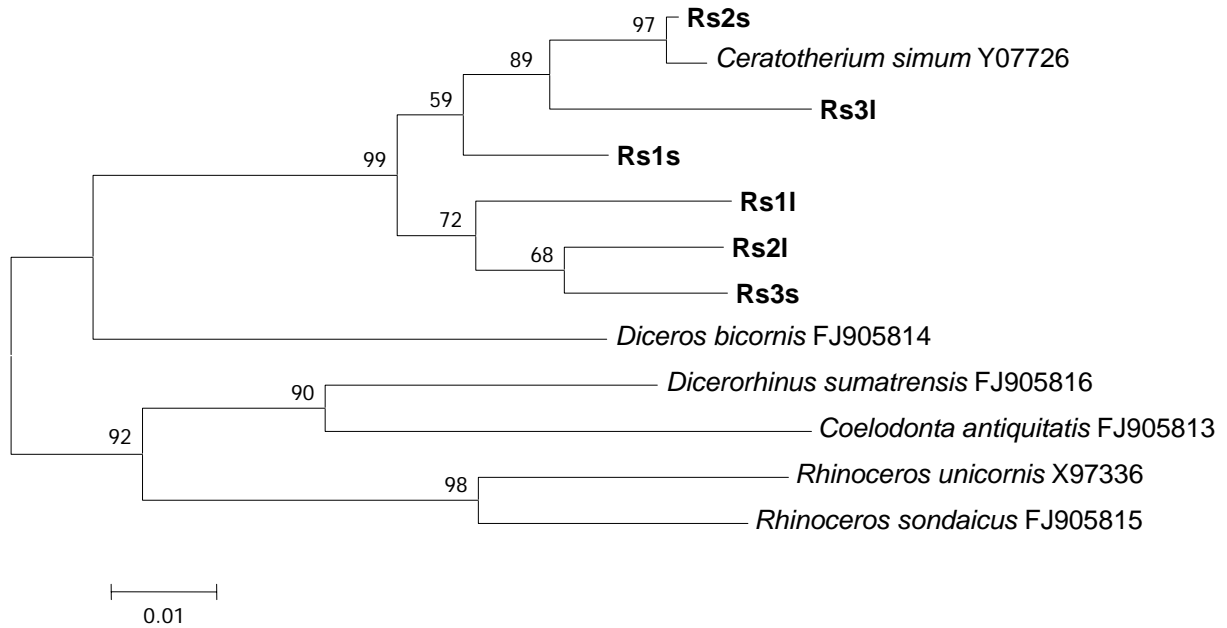 Rs2s
97
Ceratotherium simum Y07726
89
59
Rs3l
Rs1s
99
Rs1l
72
Rs2l
68
Rs3s
Diceros bicornis FJ905814
Dicerorhinus sumatrensis FJ905816
90
Coelodonta antiquitatis FJ905813
92
Rhinoceros unicornis X97336
98
Rhinoceros sondaicus FJ905815
0.01